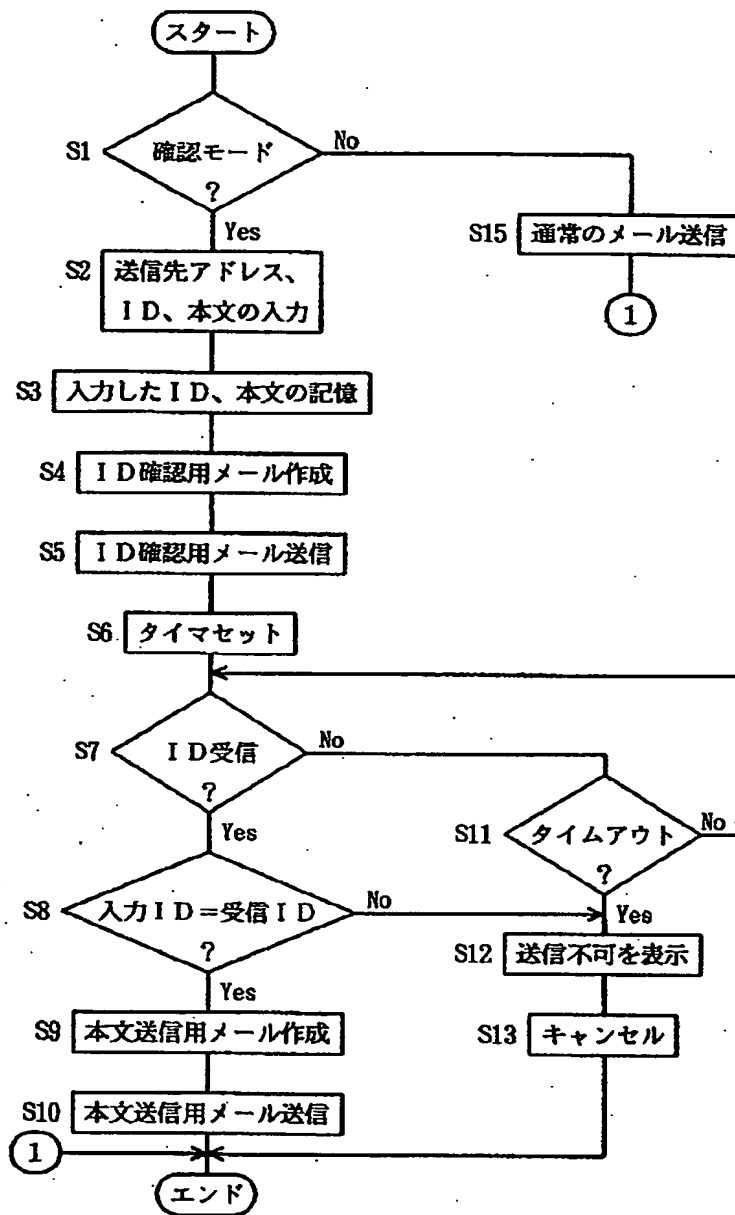 スタート
S1
確認モード
?
No
Yes
S15
通常のメール送信
1
S2
送信先アドレス、
ID、本文の入力
S3
入力したID、本文の記憶
S4
ID確認用メール作成
S5
ID確認用メール送信
S6
タイマセット
S7
ID受信
?
No
Yes
S11
タイムアウト
?
No
Yes
S8
入力ID=受信ID
?
No
Yes
S12
送信不可を表示
S9
本文送信用メール作成
S13
キャンセル
S10
本文送信用メール送信
1
エンド